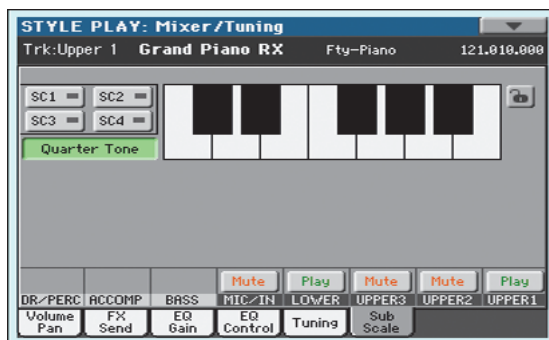 STYLE PLAY: Mixer/Tuning
Trk:Upper 1 Grand Piano RX Fty-Piano 121.010.000
SC1 SC2
SC3 SC4
Quarter Tone
Mute Play Mute Mute Play
DR/PERC ACCOMP BASS MIC/IN LOWER UPPER3 UPPER2 UPPER1
Volume Pan FX Send EQ Gain EQ Control Tuning Sub Scale